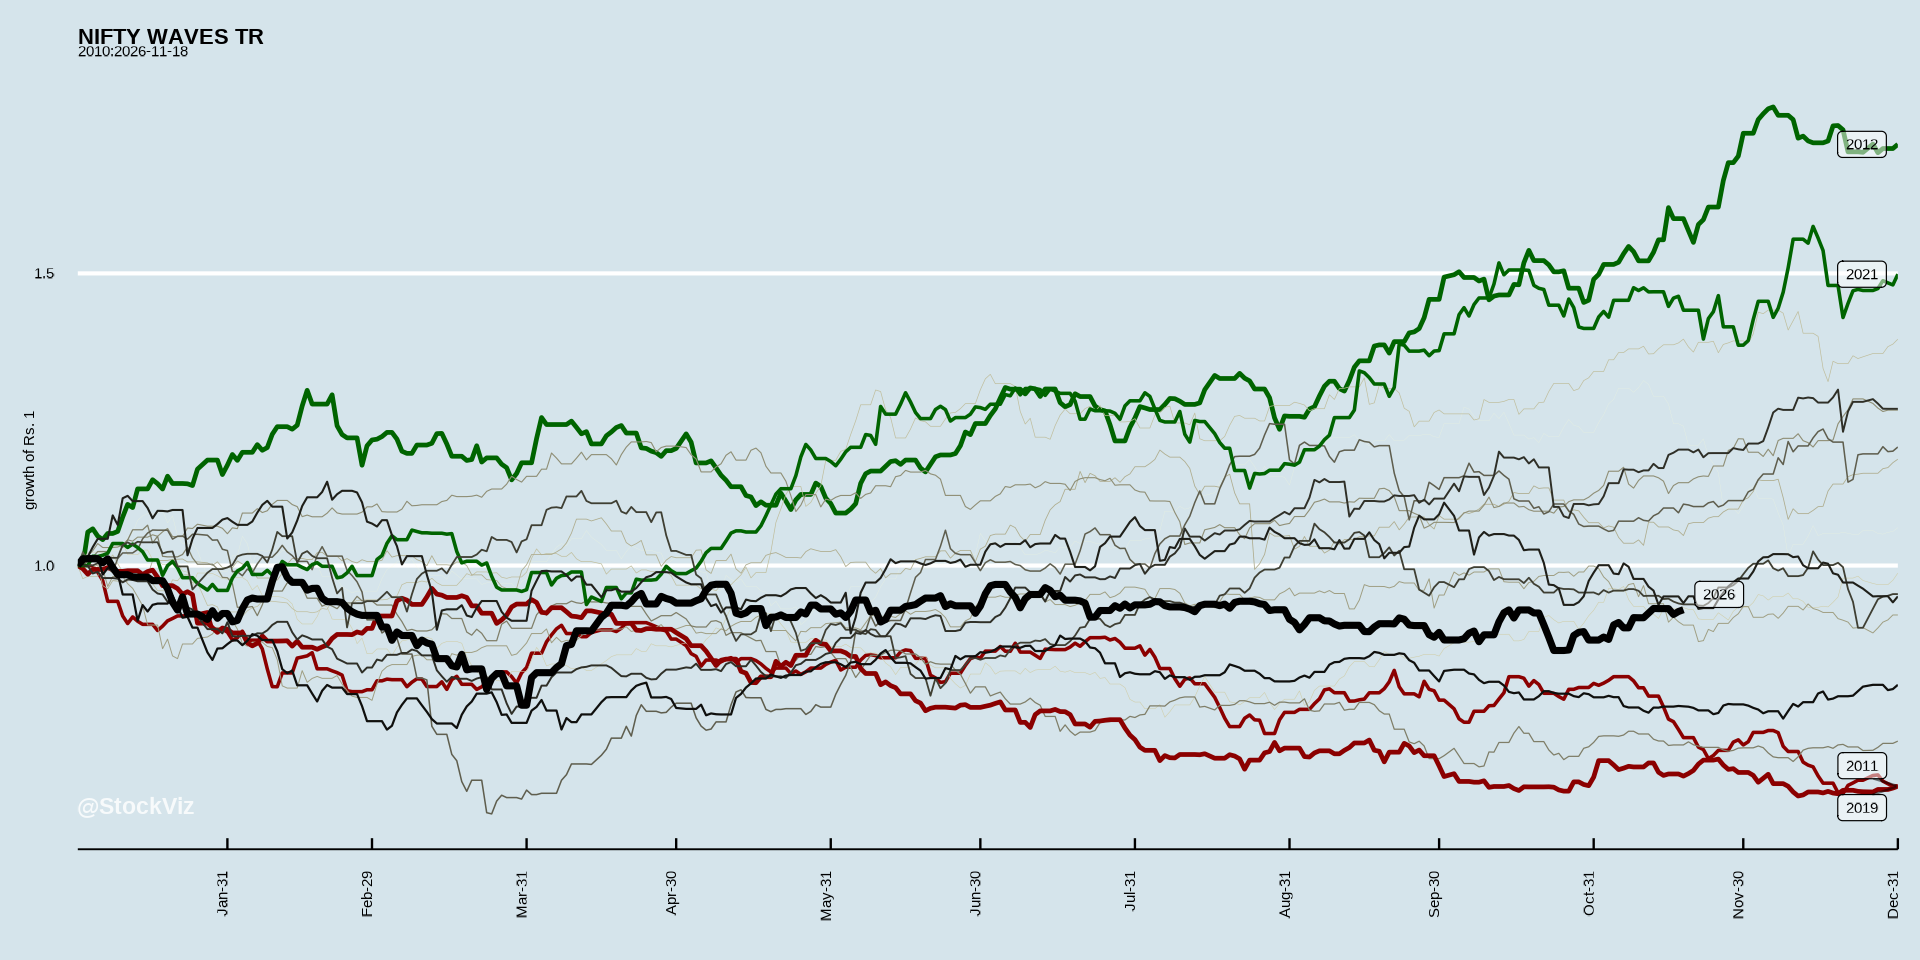 NIFTY WAVES TR
2010:2026-11-18
growth of Rs. 1
1.5
1.0
2012
2021
2026
2011
2019
@StockViz
Jan-31
Feb-29
Mar-31
Apr-30
May-31
Jun-30
Jul-31
Aug-31
Sep-30
Oct-31
Nov-30
Dec-31